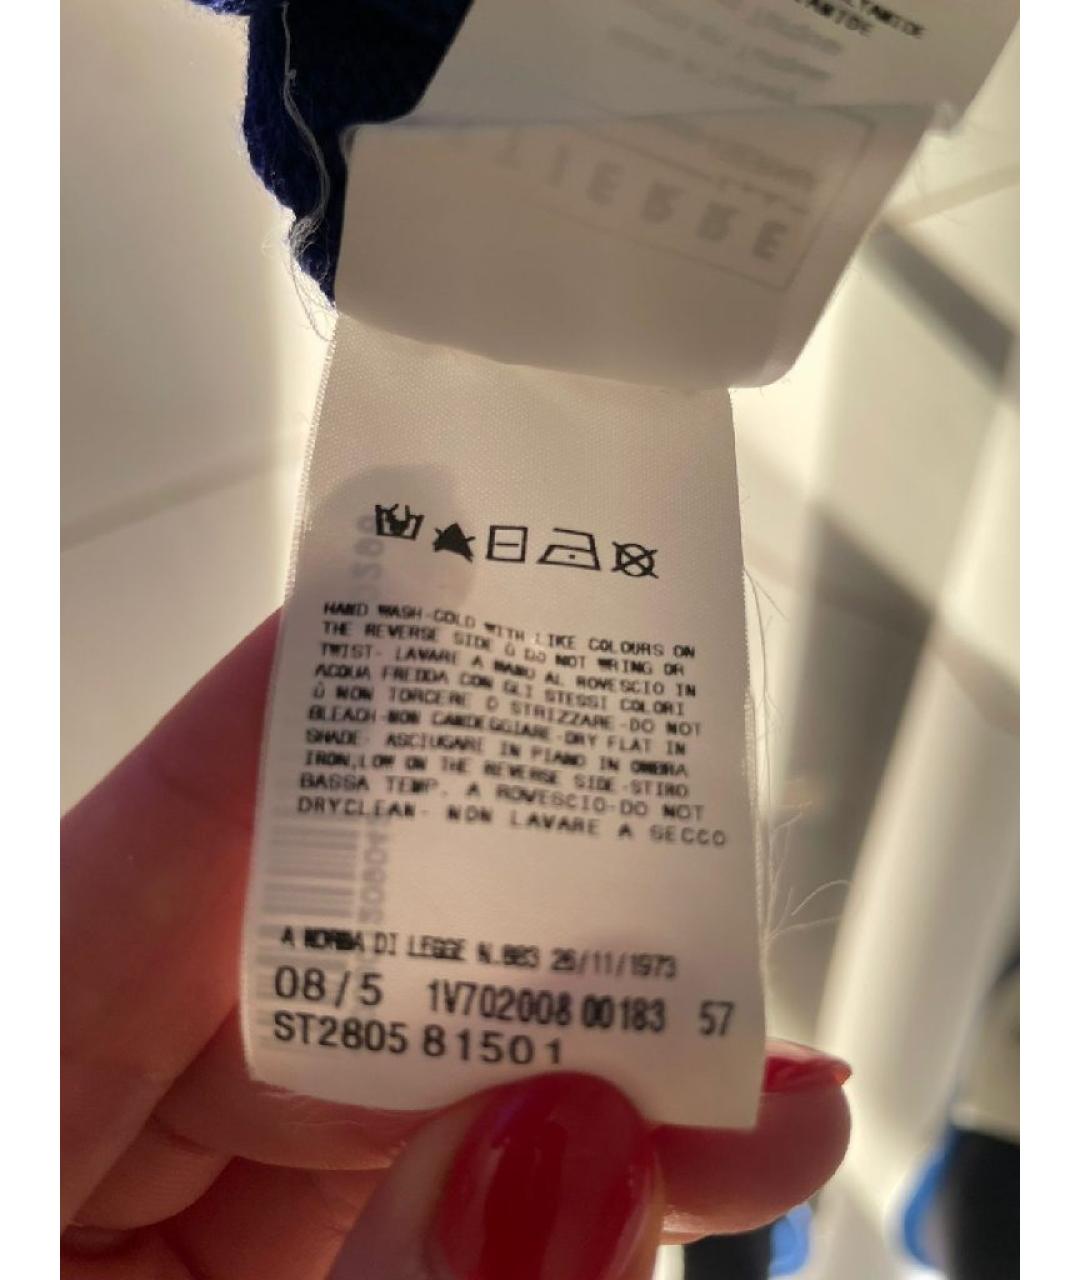 HAND WASH-COLD WITH LIKE COLOURS ON
THE REVERSE SIDE Ù DO NOT WRING OR
TWIST- LAVARE A MANO AL ROVESCIO IN
ACQUA FREDDA CON GLI STESSI COLORI
Ù NON TORCERE O STRIZZARE-DO NOT
BLEACH-NON CANDEGGIARE-DRY FLAT IN
SHADE- ASCIUGARE IN PIANO IN OMBRA
IRON,LOW ON THE REVERSE SIDE-STIRO
BASSA TEMP. A ROVESCIO-DO NOT
DRYCLEAN- NON LAVARE A SECCO
A NORMA DI LEGGE N.883 26/11/1973
08/5 1V702008 00183 57
ST2805 81501